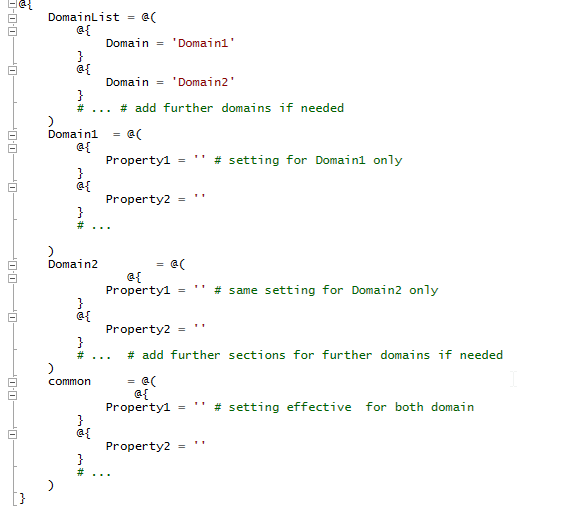 @{
    DomainList = @(
        @{
            Domain = 'Domain1'
        }
        @{
            Domain = 'Domain2'
        }
        # ... # add further domains if needed
    )
    Domain1  = @(
        @{
            Property1 = '' # setting for Domain1 only
        }
        @{
            Property2 = ''
        }
        # ...

    )
    Domain2        = @(
               @{
            Property1 = '' # same setting for Domain2 only
        }
        @{
            Property2 = ''
        }
        # ...  # add further sections for further domains if needed
    )
    common     = @(
                @{
            Property1 = '' # setting effective  for both domain
        }
        @{
            Property2 = ''
        }
        # ...
    )
}